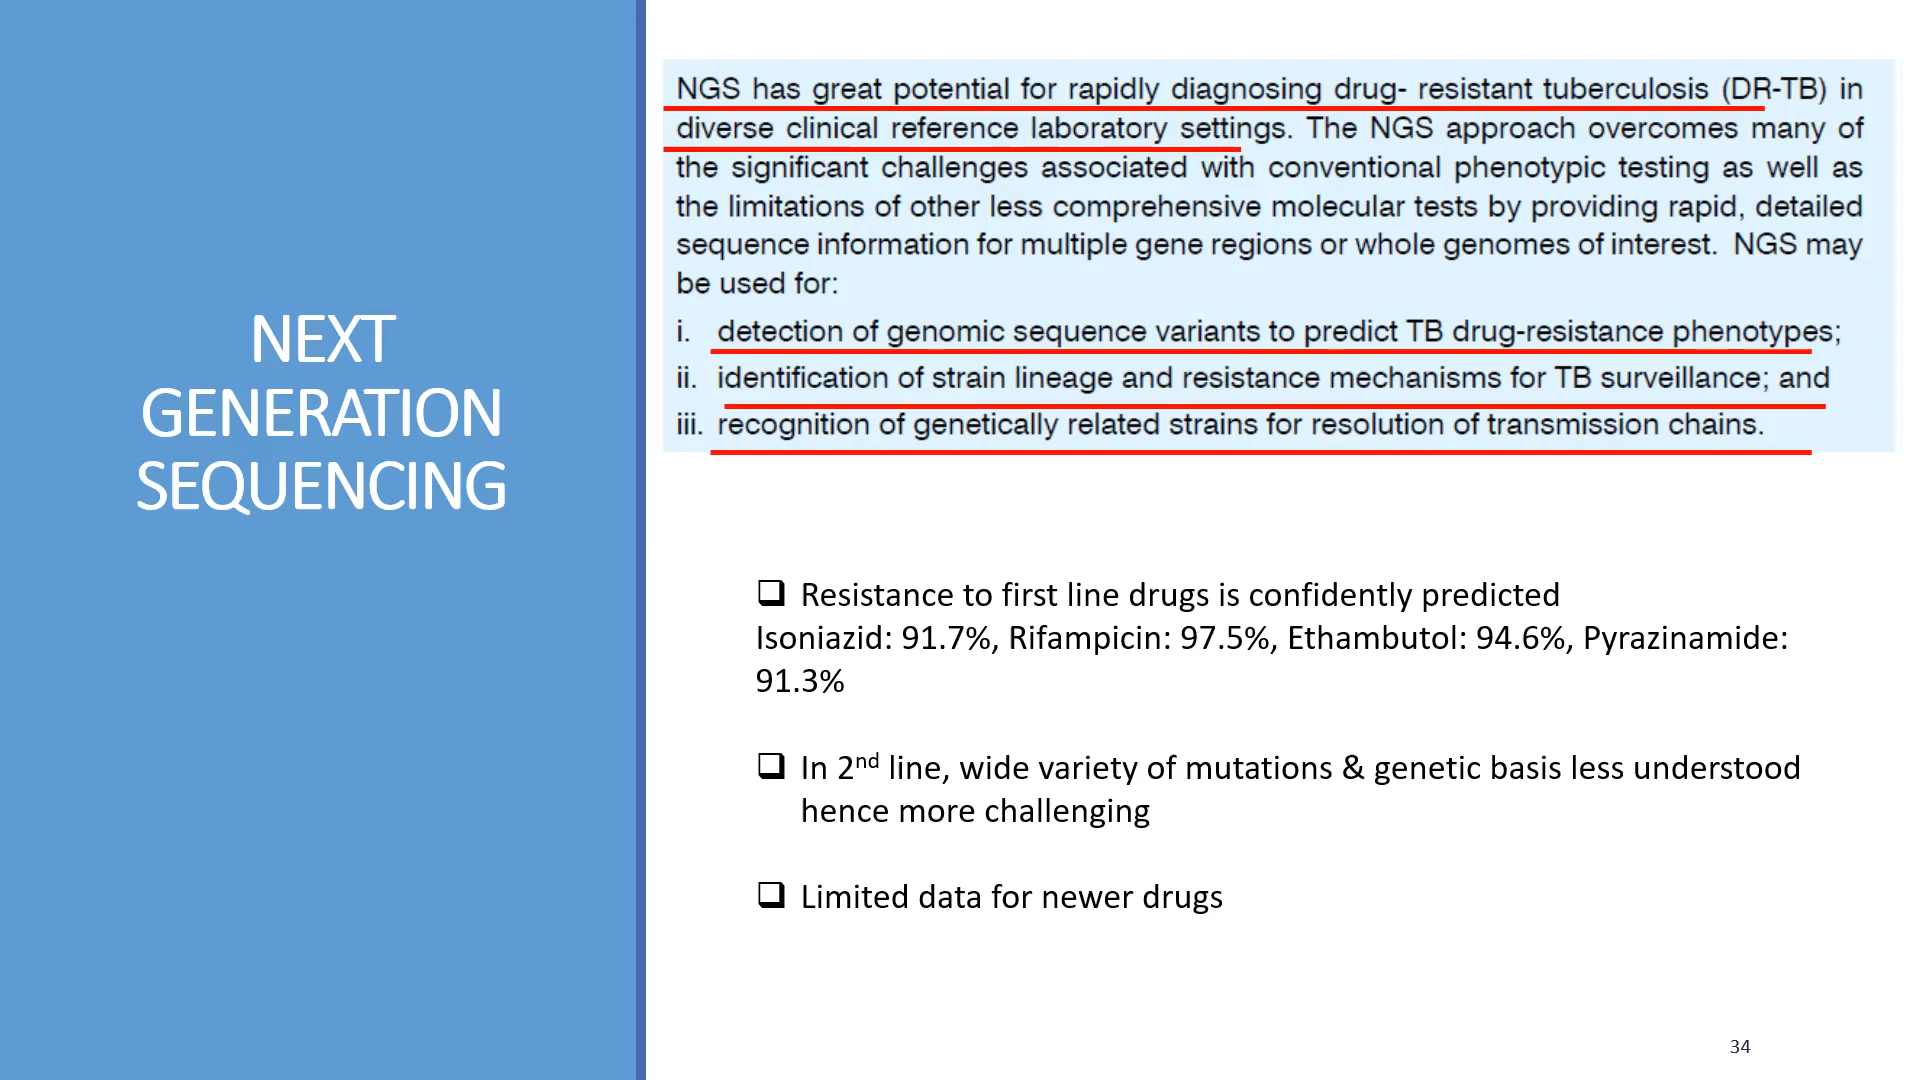 NEXT
GENERATION
SEQUENCING
NGS has great potential for rapidly diagnosing drug- resistant tuberculosis (DR-TB) in
diverse clinical reference laboratory settings. The NGS approach overcomes many of
the significant challenges associated with conventional phenotypic testing as well as
the limitations of other less comprehensive molecular tests by providing rapid, detailed
sequence information for multiple gene regions or whole genomes of interest. NGS may
be used for:
i. detection of genomic sequence variants to predict TB drug-resistance phenotypes;
ii. identification of strain lineage and resistance mechanisms for TB surveillance; and
iii. recognition of genetically related strains for resolution of transmission chains.
❑ Resistance to first line drugs is confidently predicted
Isoniazid: 91.7%, Rifampicin: 97.5%, Ethambutol: 94.6%, Pyrazinamide:
91.3%
❑ In 2nd line, wide variety of mutations & genetic basis less understood
hence more challenging
❑ Limited data for newer drugs
34